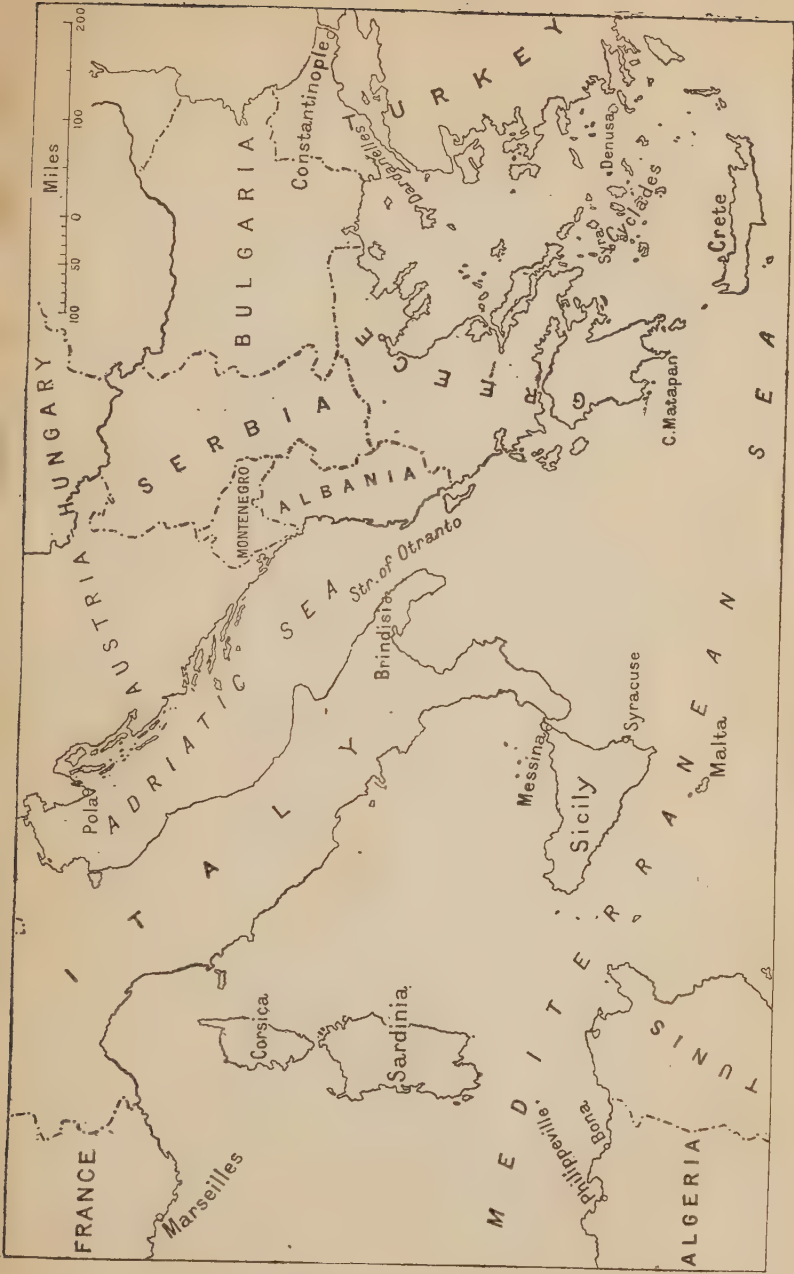 FRANCE
Marseilles
ITALY
Corsica
Sardinia
Pola
ADRIATIC SEA
AUSTRIA HUNGARY
SERBIA
MONTENEGRO
ALBANIA
BULGARIA
Miles
100 50 0 100 200
Constantinople
Dardanelles
TURKEY
GREECE
Str. of Otranto
Brindisi
Messina
Sicily
Syracuse
Malta
C. Matapan
Syra
Cyclades
Denusa
Crete
MEDITERRANEAN SEA
Philippeville
Bona
ALGERIA
TUNIS